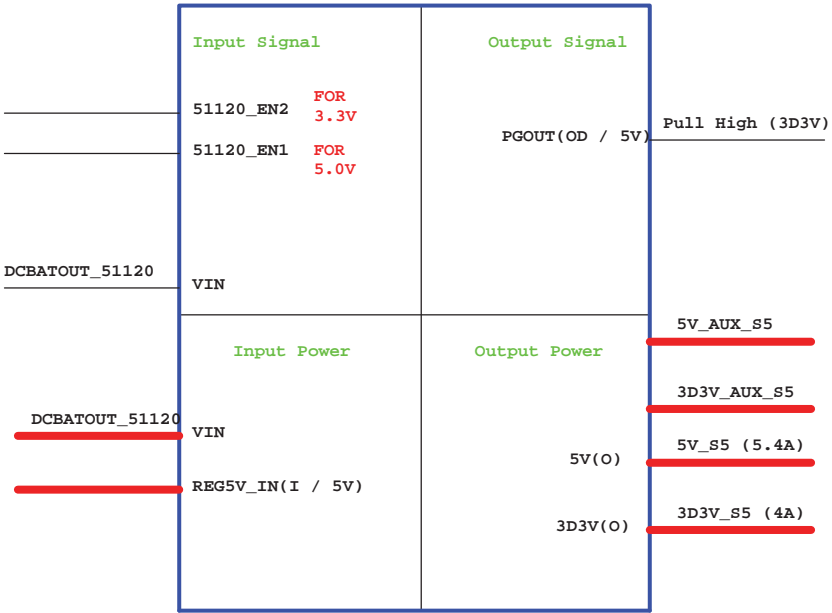 Input Signal
Output Signal
51120_EN2
FOR
3.3V
51120_EN1
FOR
5.0V
PGOUT(OD / 5V)
Pull High (3D3V)
DCBATOUT_51120
VIN
Input Power
Output Power
5V_AUX_S5
3D3V_AUX_S5
DCBATOUT_51120
VIN
5V(O)
5V_S5 (5.4A)
REG5V_IN(I / 5V)
3D3V(O)
3D3V_S5 (4A)